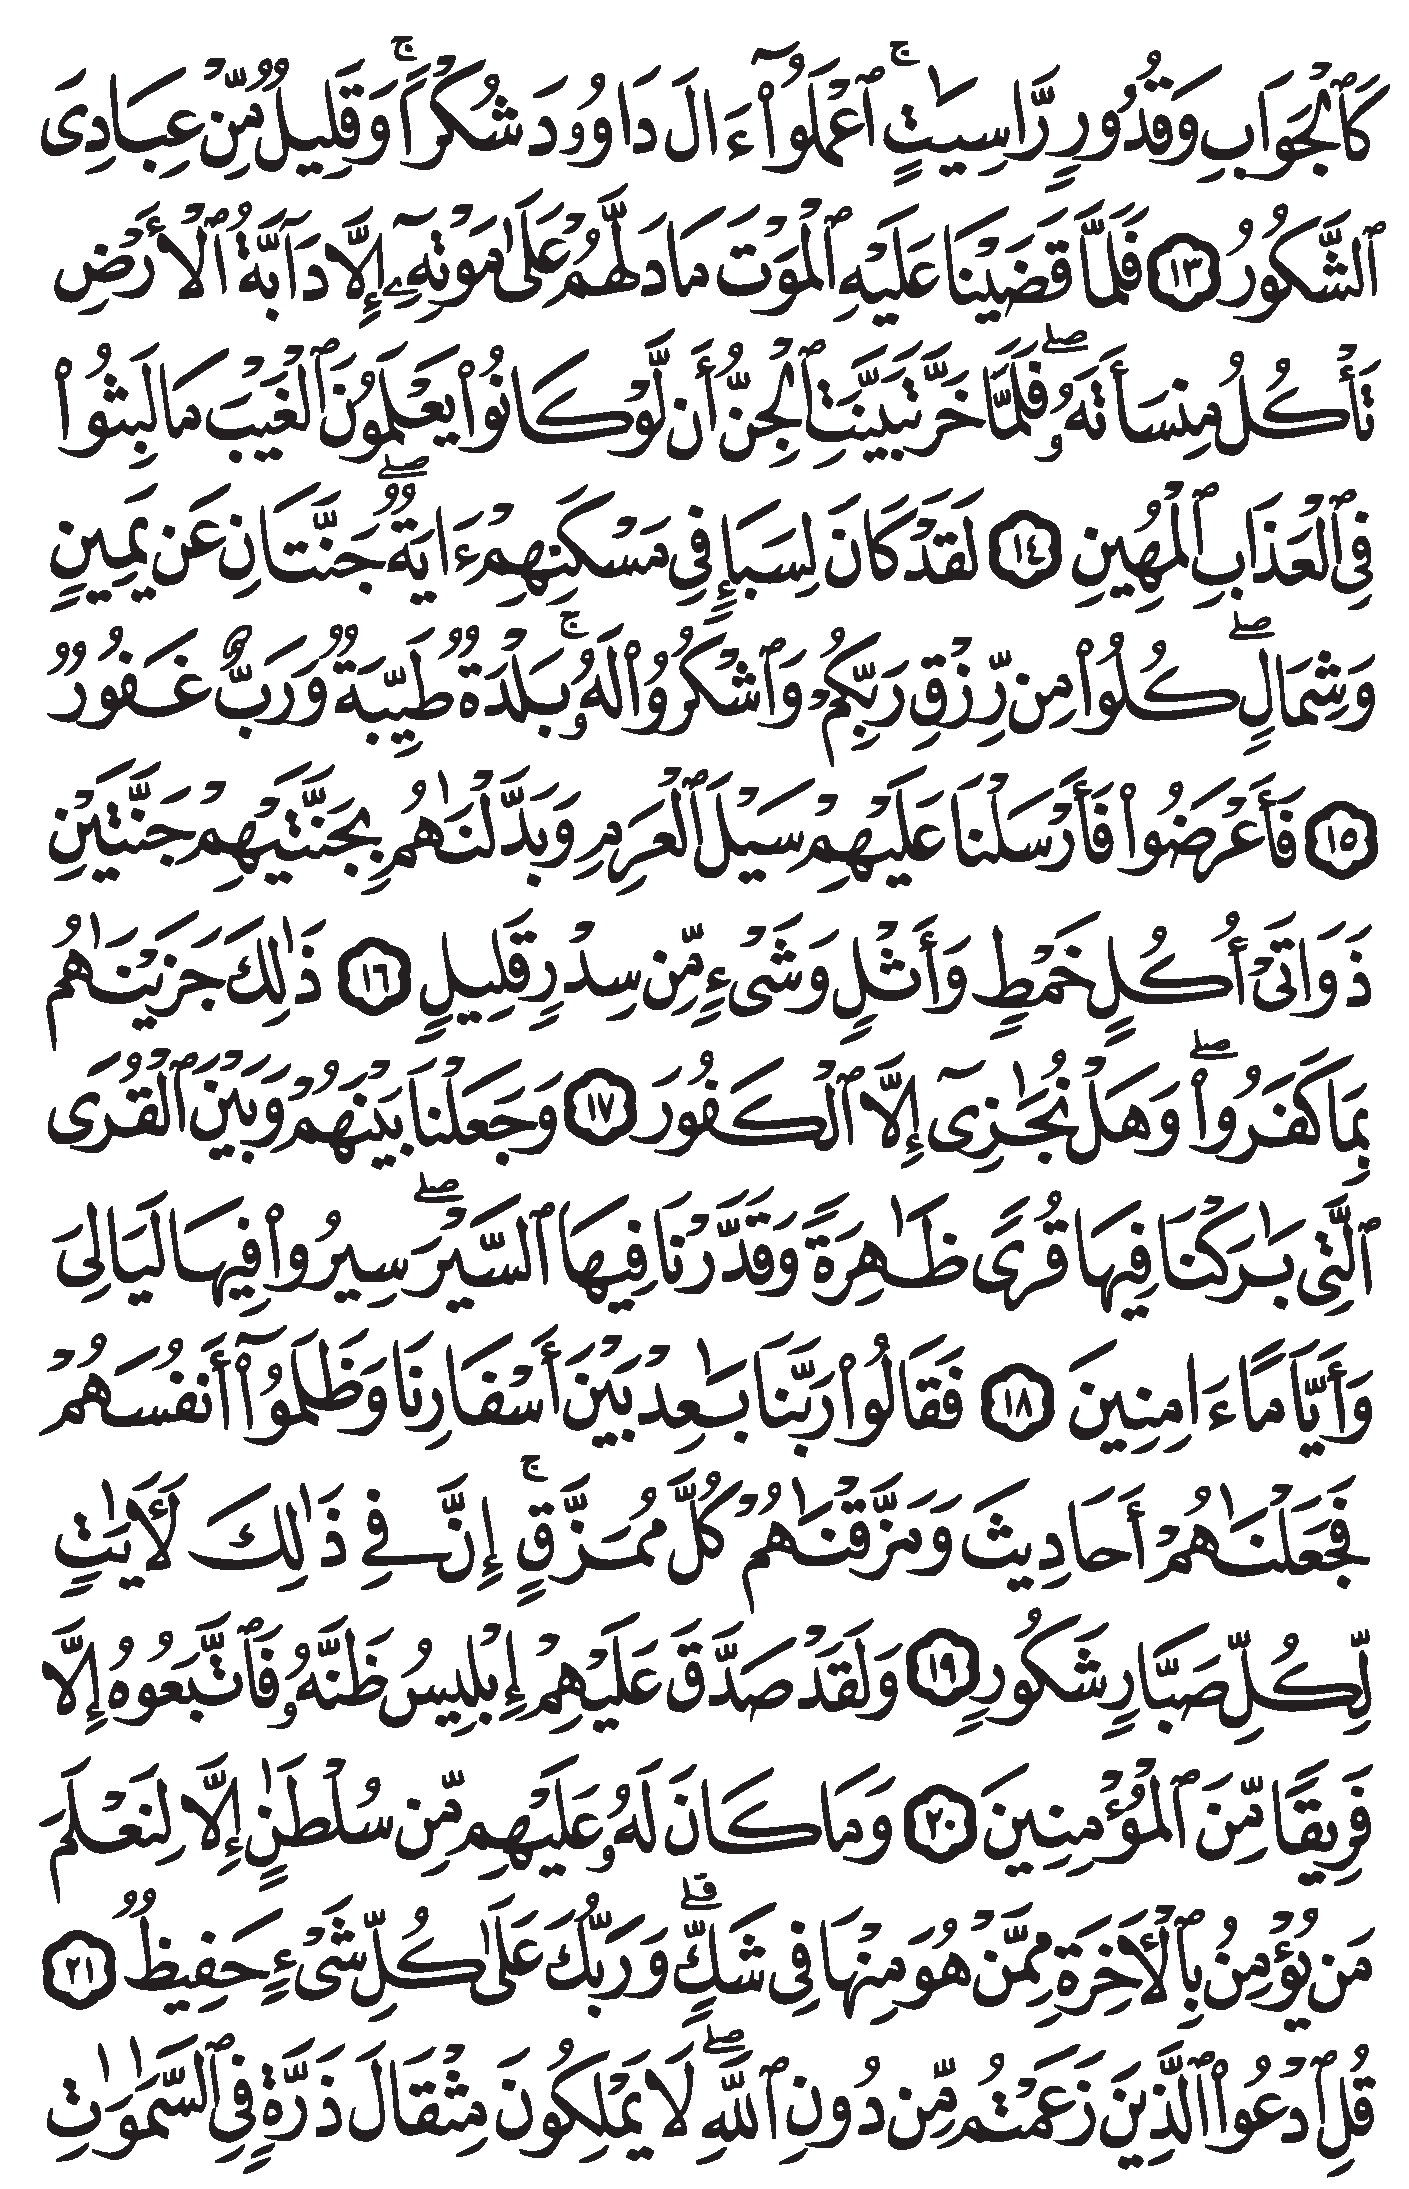 كَٱلْجَوَابِ وَقُدُورٍ رَّاسِيَٰتٍ ۚ ٱعْمَلُوٓا۟ ءَالَ دَاوُۥدَ شُكْرًا ۚ وَقَلِيلٌ مِّنْ عِبَادِىَ
ٱلشَّكُورُ ١٣ فَلَمَّا قَضَيْنَا عَلَيْهِ ٱلْمَوْتَ مَا دَلَّهُمْ عَلَىٰ مَوْتِهِۦٓ إِلَّا دَآبَّةُ ٱلْأَرْضِ
تَأْكُلُ مِنسَأَتَهُۥ ۖ فَلَمَّا خَرَّ تَبَيَّنَتِ ٱلْجِنُّ أَن لَّوْ كَانُوا۟ يَعْلَمُونَ ٱلْغَيْبَ مَا لَبِثُوا۟
فِى ٱلْعَذَابِ ٱلْمُهِينِ ١٤ لَقَدْ كَانَ لِسَبَإٍ فِى مَسْكَنِهِمْ ءَايَةٌ ۖ جَنَّتَانِ عَن يَمِينٍ
وَشِمَالٍ ۖ كُلُوا۟ مِن رِّزْقِ رَبِّكُمْ وَٱشْكُرُوا۟ لَهُۥ ۚ بَلْدَةٌ طَيِّبَةٌ وَرَبٌّ غَفُورٌ
١٥ فَأَعْرَضُوا۟ فَأَرْسَلْنَا عَلَيْهِمْ سَيْلَ ٱلْعَرِمِ وَبَدَّلْنَٰهُم بِجَنَّتَيْهِمْ جَنَّتَيْنِ
ذَوَاتَىْ أُكُلٍ خَمْطٍ وَأَثْلٍ وَشَىْءٍ مِّن سِدْرٍ قَلِيلٍ ١٦ ذَٰلِكَ جَزَيْنَٰهُم
بِمَا كَفَرُوا۟ ۖ وَهَلْ نُجَٰزِىٓ إِلَّا ٱلْكَفُورَ ١٧ وَجَعَلْنَا بَيْنَهُمْ وَبَيْنَ ٱلْقُرَى
ٱلَّتِى بَٰرَكْنَا فِيهَا قُرًى ظَٰهِرَةً وَقَدَّرْنَا فِيهَا ٱلسَّيْرَ ۖ سِيرُوا۟ فِيهَا لَيَالِىَ
وَأَيَّامًا ءَامِنِينَ ١٨ فَقَالُوا۟ رَبَّنَا بَٰعِدْ بَيْنَ أَسْفَارِنَا وَظَلَمُوٓا۟ أَنفُسَهُمْ
فَجَعَلْنَٰهُمْ أَحَادِيثَ وَمَزَّقْنَٰهُمْ كُلَّ مُمَزَّقٍ ۚ إِنَّ فِى ذَٰلِكَ لَءَايَٰتٍ
لِّكُلِّ صَبَّارٍ شَكُورٍ ١٩ وَلَقَدْ صَدَّقَ عَلَيْهِمْ إِبْلِيسُ ظَنَّهُۥ فَٱتَّبَعُوهُ إِلَّا
فَرِيقًا مِّنَ ٱلْمُؤْمِنِينَ ٢٠ وَمَا كَانَ لَهُۥ عَلَيْهِم مِّن سُلْطَٰنٍ إِلَّا لِنَعْلَمَ
مَن يُؤْمِنُ بِٱلْءَاخِرَةِ مِمَّنْ هُوَ مِنْهَا فِى شَكٍّ ۗ وَرَبُّكَ عَلَىٰ كُلِّ شَىْءٍ حَفِيظٌ ٢١
قُلِ ٱدْعُوا۟ ٱلَّذِينَ زَعَمْتُم مِّن دُونِ ٱللَّهِ ۖ لَا يَمْلِكُونَ مِثْقَالَ ذَرَّةٍ فِى ٱلسَّمَٰوَٰتِ